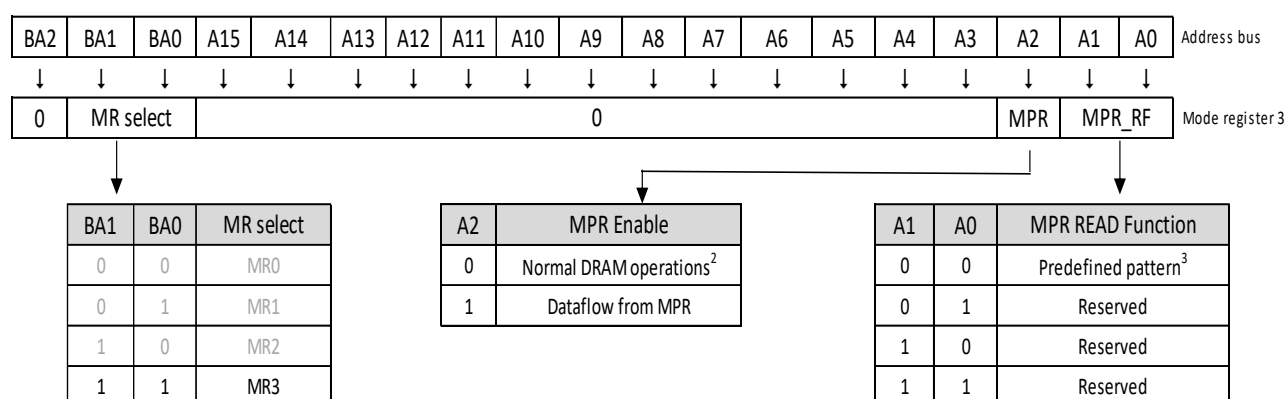 BA2 BA1 BA0 A15 A14 A13 A12 A11 A10 A9 A8 A7 A6 A5 A4 A3 A2 A1 A0 Address bus
↓ ↓ ↓ ↓ ↓ ↓ ↓ ↓ ↓ ↓ ↓ ↓ ↓ ↓ ↓ ↓ ↓ ↓ ↓
0 MR select 0 MPR MPR_RF Mode register 3
BA1 BA0 MR select
0 0 MR0
0 1 MR1
1 0 MR2
1 1 MR3
A2 MPR Enable
0 Normal DRAM operations²
1 Dataflow from MPR
A1 A0 MPR READ Function
0 0 Predefined pattern³
0 1 Reserved
1 0 Reserved
1 1 Reserved